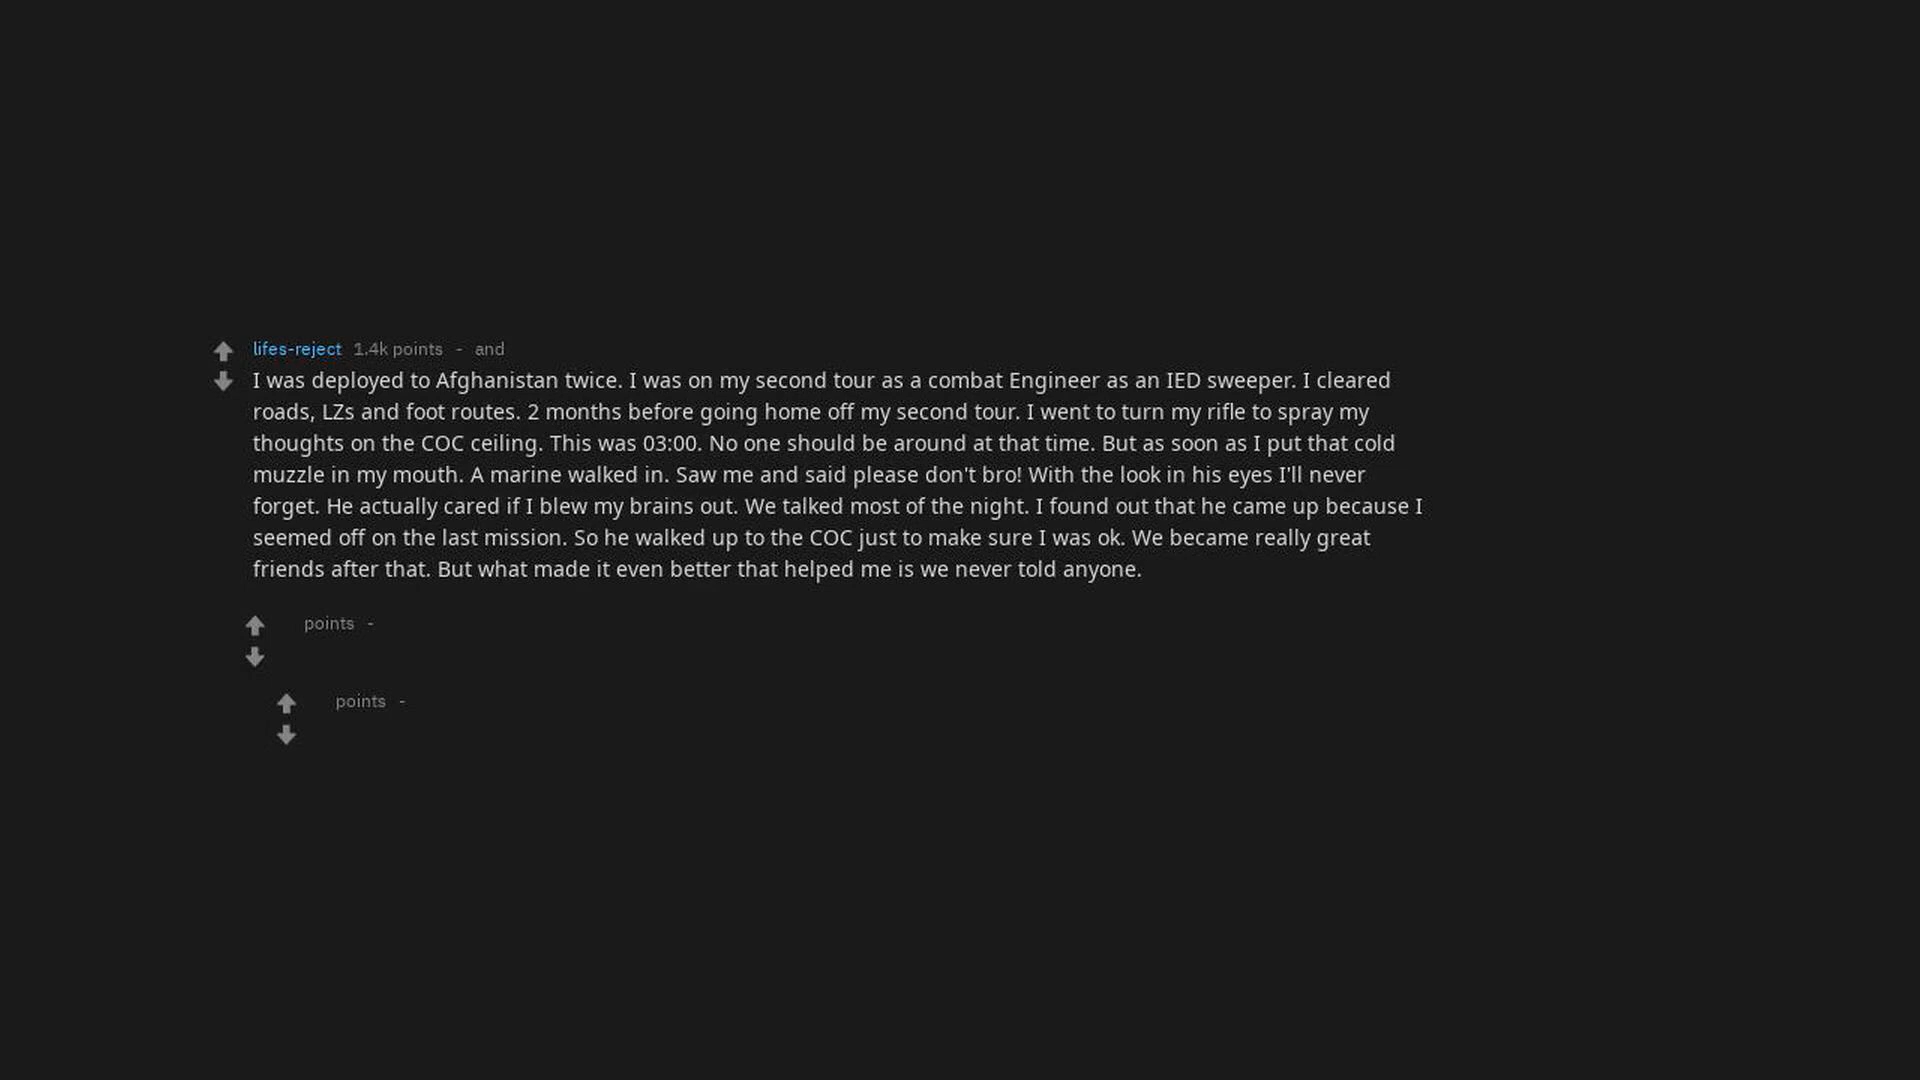 lifes-reject 1.4k points - and
I was deployed to Afghanistan twice. I was on my second tour as a combat Engineer as an IED sweeper. I cleared
roads, LZs and foot routes. 2 months before going home off my second tour. I went to turn my rifle to spray my
thoughts on the COC ceiling. This was 03:00. No one should be around at that time. But as soon as I put that cold
muzzle in my mouth. A marine walked in. Saw me and said please don't bro! With the look in his eyes I'll never
forget. He actually cared if I blew my brains out. We talked most of the night. I found out that he came up because I
seemed off on the last mission. So he walked up to the COC just to make sure I was ok. We became really great
friends after that. But what made it even better that helped me is we never told anyone.
points -
points -